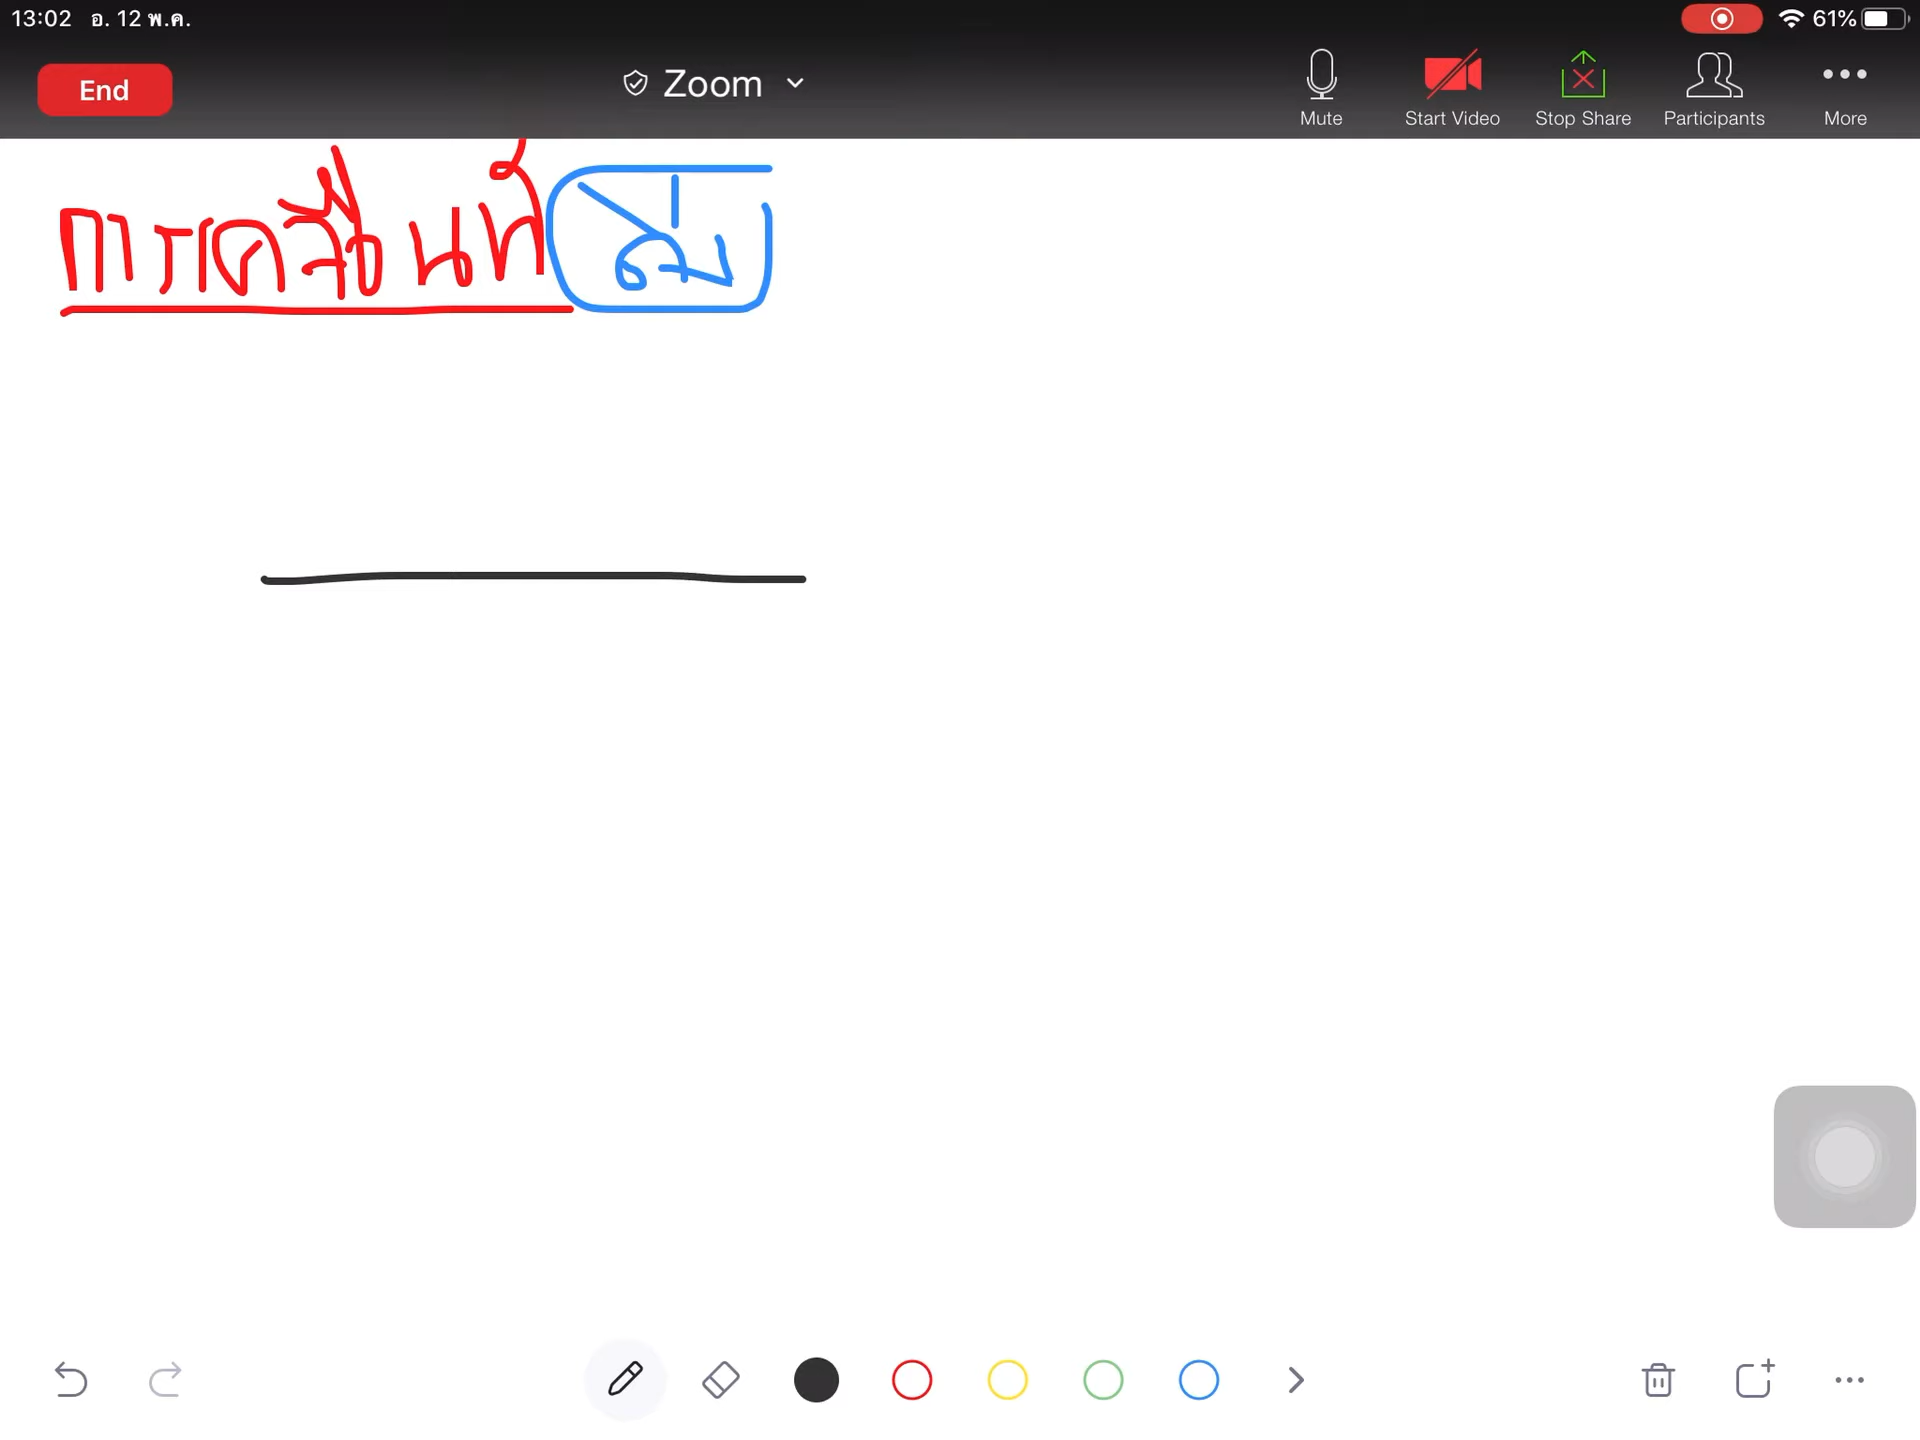 13:02 อ. 12 พ.ค. 61%
End Zoom Mute Start Video Stop Share Participants More
การเคลื่อนที่